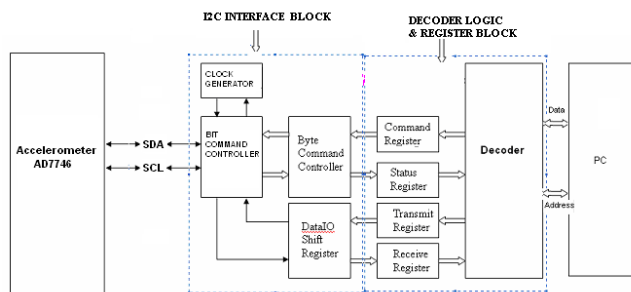 I2C INTERFACE BLOCK
DECODER LOGIC
& REGISTER BLOCK
CLOCK
GENERATOR
Accelerometer
AD7746
SDA
SCL
BIT
COMMAND
CONTROLLER
Byte
Command
Controller
DataIO
Shift
Register
Command
Register
Status
Register
Transmit
Register
Receive
Register
Decoder
Data
Address
PC